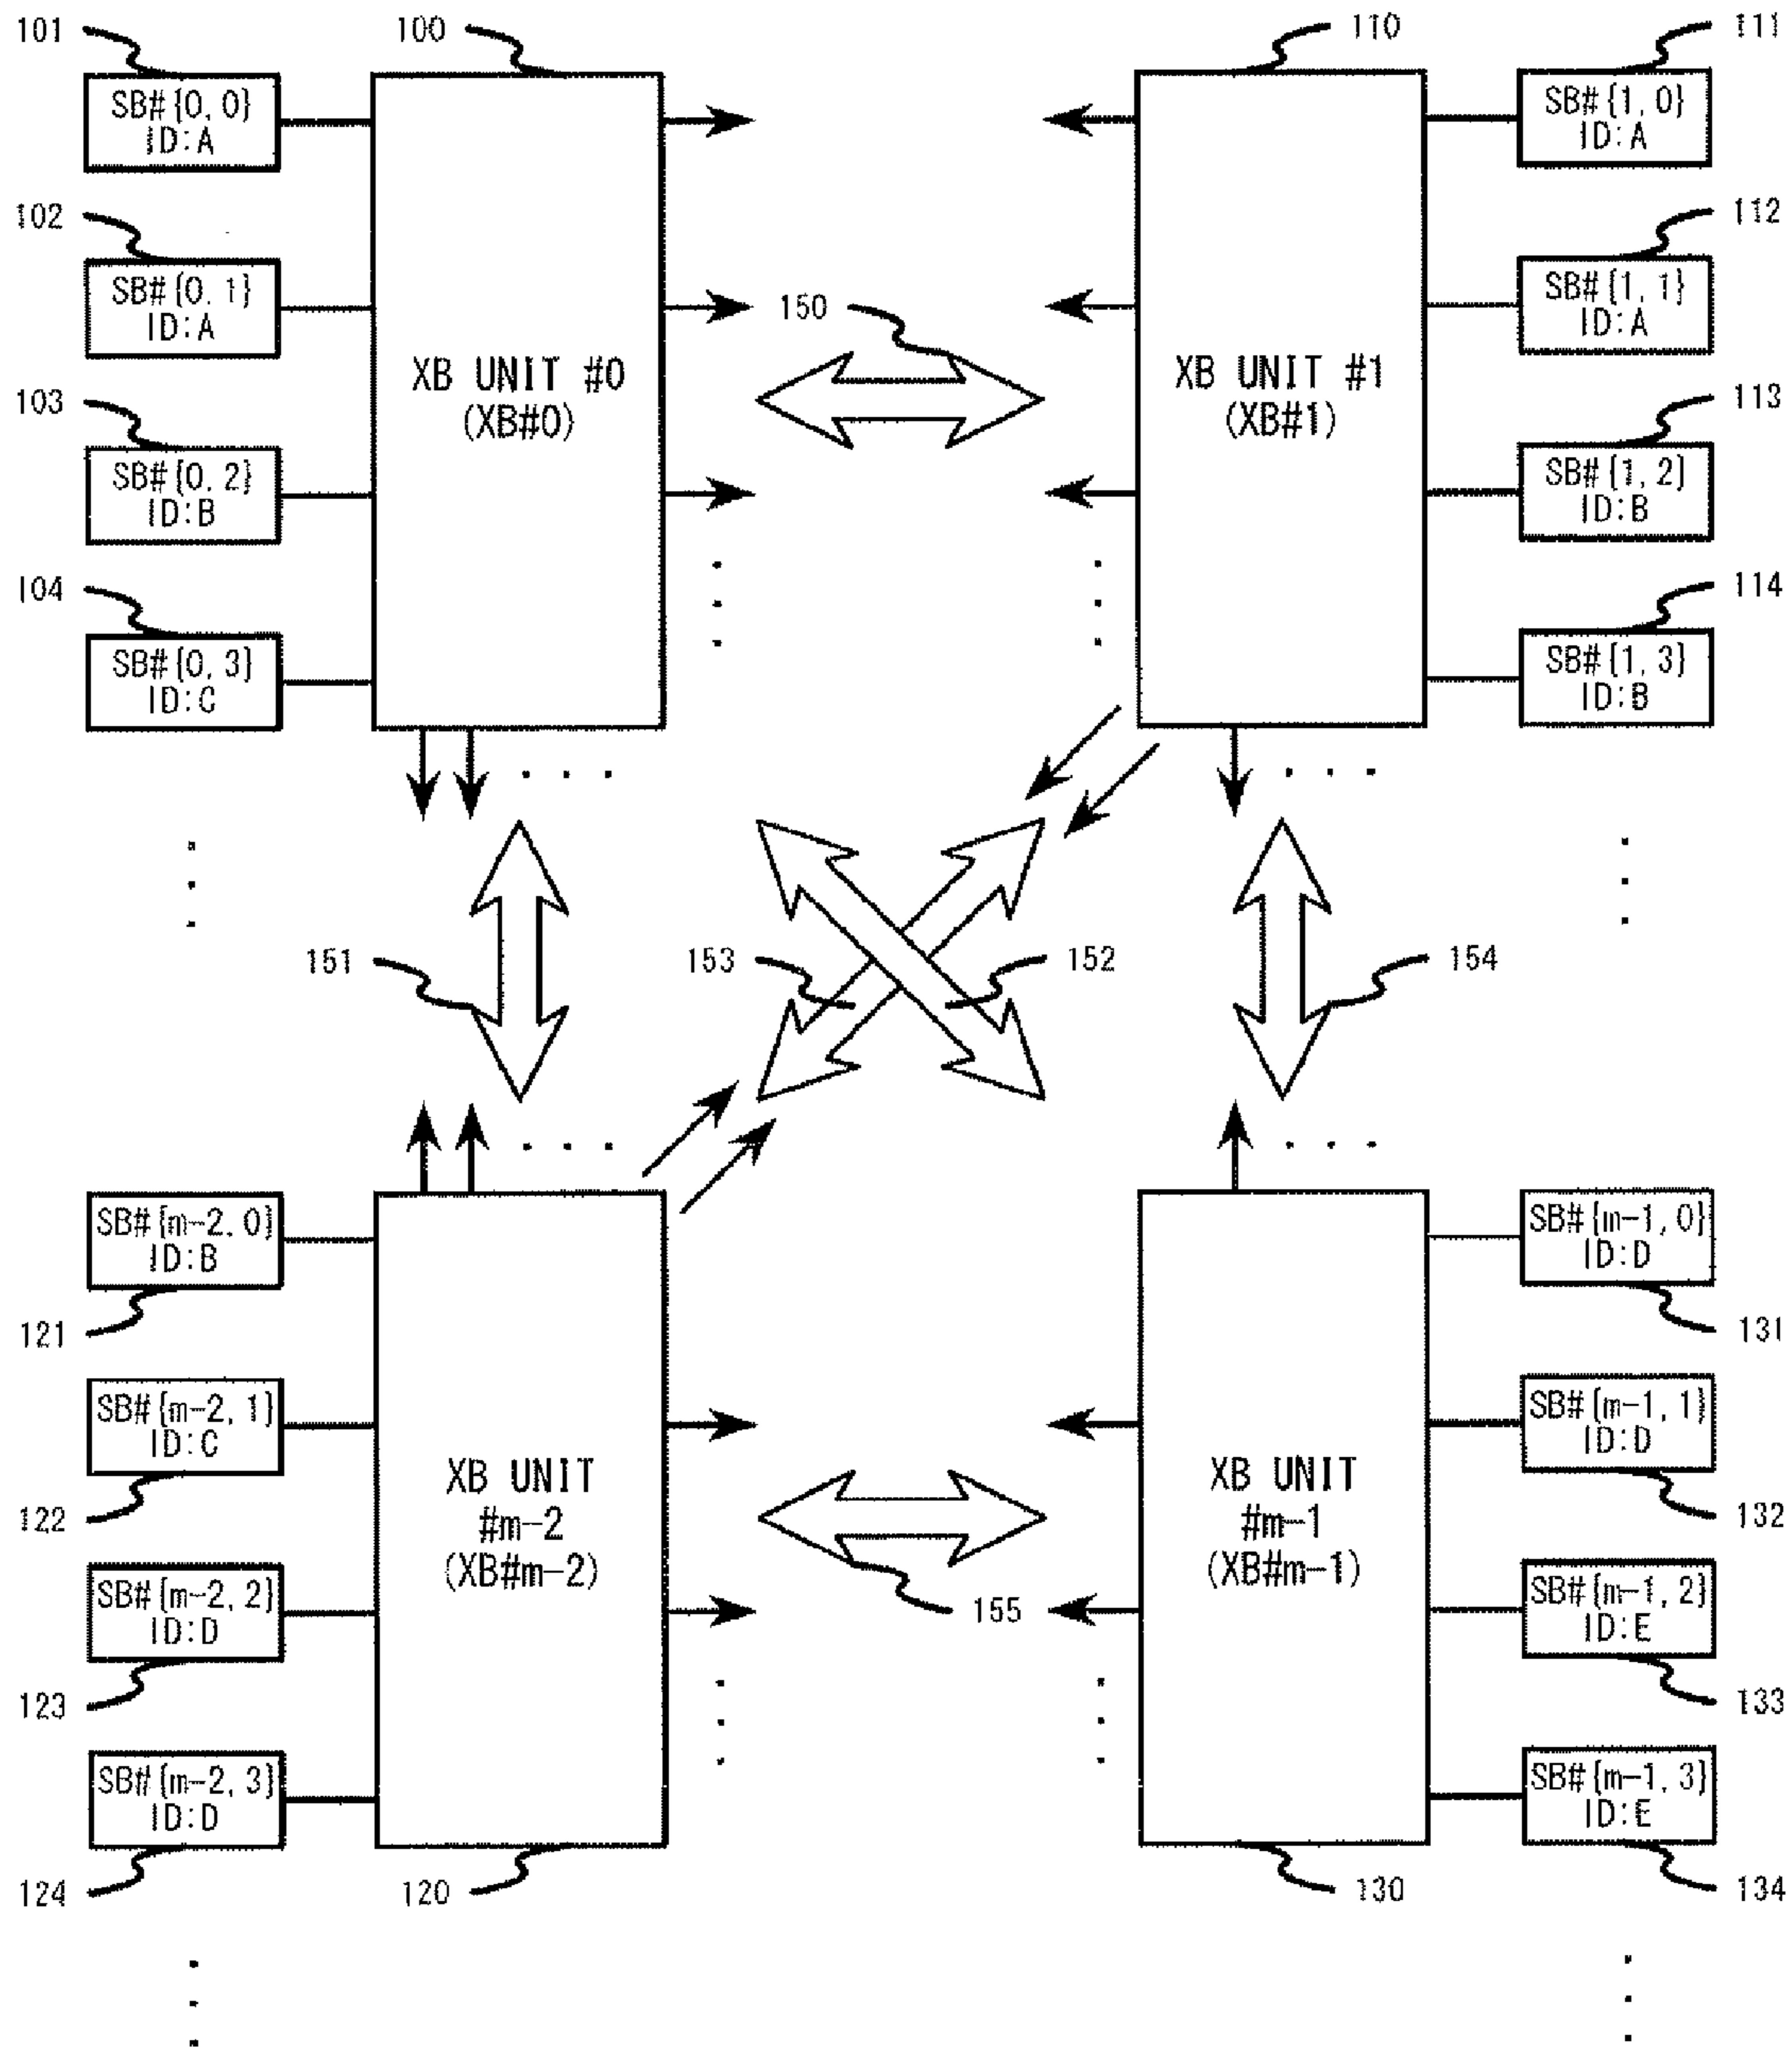 101
100
110
111
SB#{0, 0}
ID:A
SB#{1, 0}
ID:A
102
112
SB#{0, 1}
ID:A
150
SB#{1, 1}
ID:A
XB UNIT #0
(XB#0)
XB UNIT #1
(XB#1)
103
113
SB#{0, 2}
ID:B
SB#{1, 2}
ID:B
104
114
SB#{0, 3}
ID:C
SB#{1, 3}
ID:B
151
153
152
154
SB#{m-2, 0}
ID:B
SB#{m-1, 0}
ID:D
121
131
SB#{m-2, 1}
ID:C
SB#{m-1, 1}
ID:D
XB UNIT
#m-2
(XB#m-2)
XB UNIT
#m-1
(XB#m-1)
122
132
SB#{m-2, 2}
ID:D
155
SB#{m-1, 2}
ID:E
123
133
SB#{m-2, 3}
ID:D
SB#{m-1, 3}
ID:E
124
120
130
134